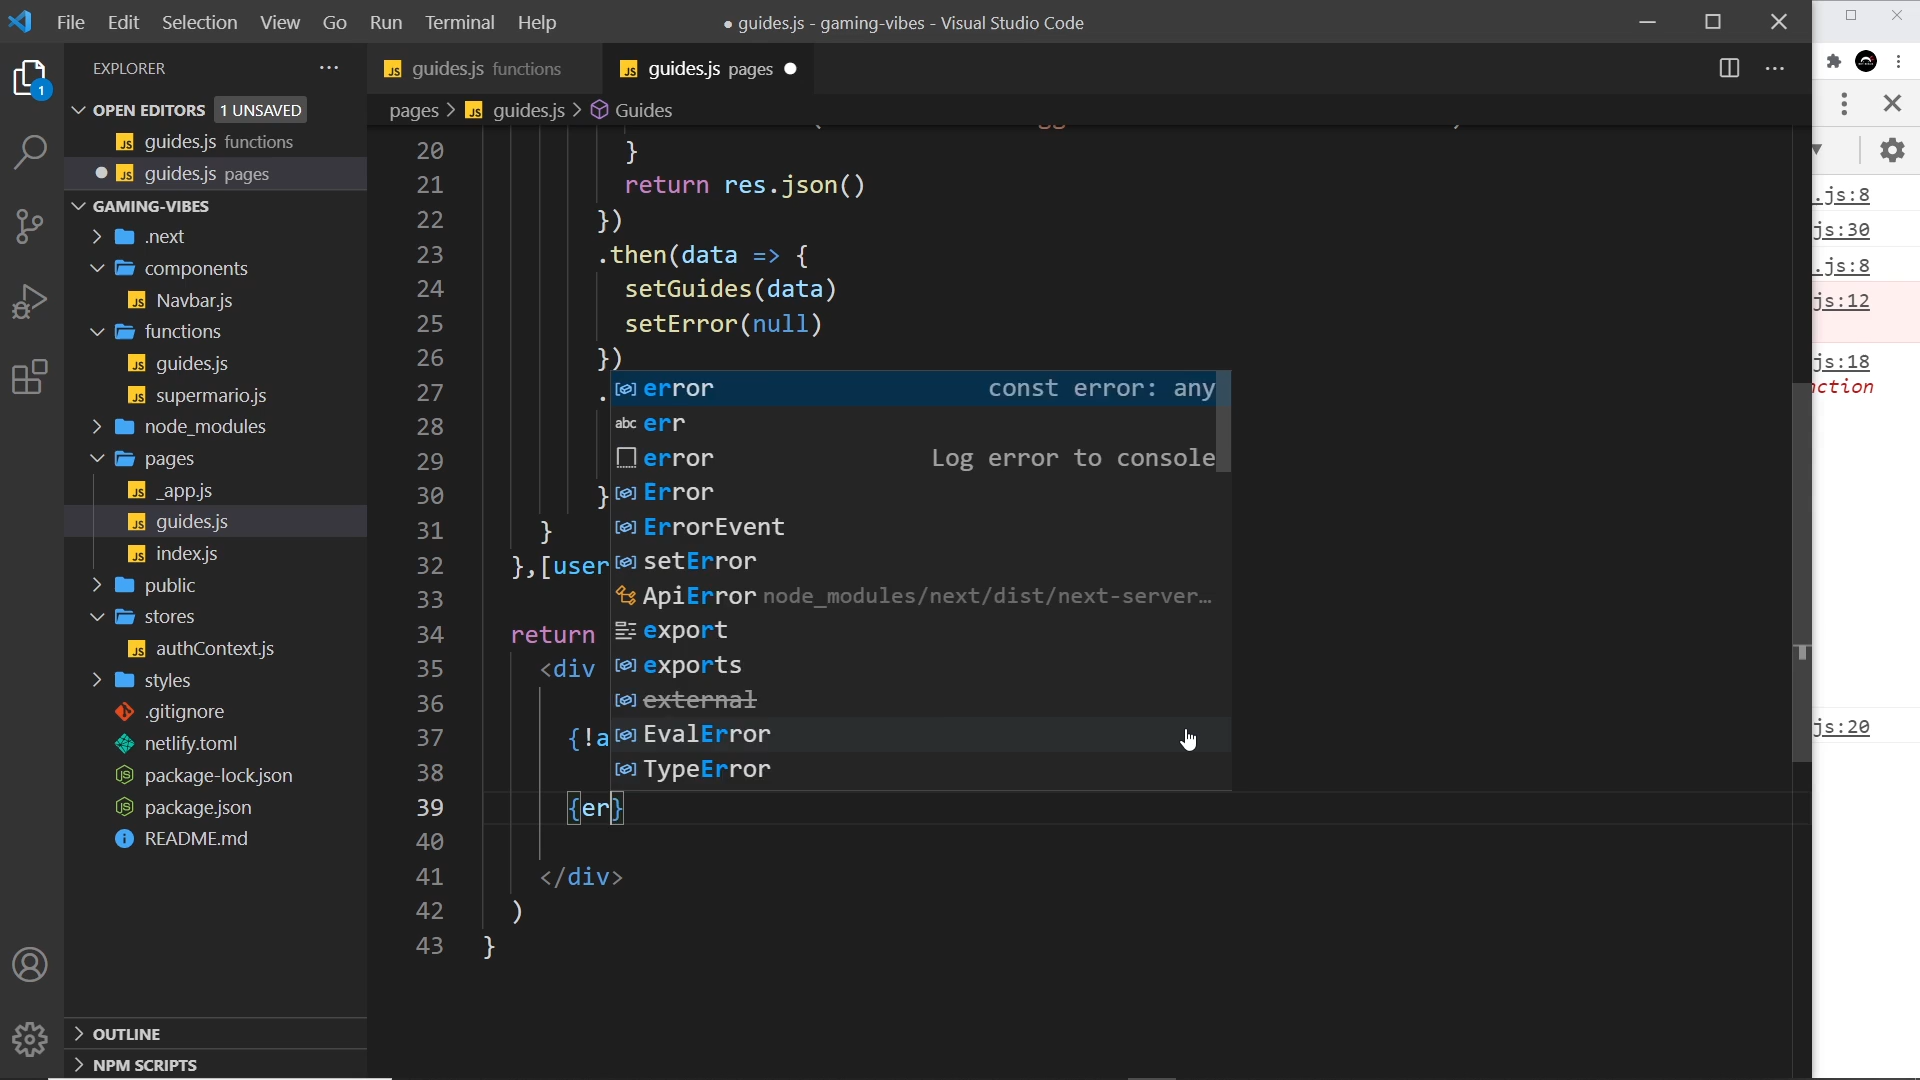 File Edit Selection View Go Run Terminal Help
● guides.js - gaming-vibes - Visual Studio Code
EXPLORER
OPEN EDITORS 1 UNSAVED
guides.js functions
guides.js pages
GAMING-VIBES
.next
components
Navbar.js
functions
guides.js
supermario.js
node_modules
pages
_app.js
guides.js
index.js
public
stores
authContext.js
styles
.gitignore
netlify.toml
package-lock.json
package.json
README.md
OUTLINE
NPM SCRIPTS
1
JS guides.js functions
JS guides.js pages ●
pages > JS guides.js > Guides
20 }
21 return res.json()
22 })
23 .then(data => {
24 setGuides(data)
25 setError(null)
26 })
27 .
28
29
30 }
31 }
32 },[user
33
34 return
35 <div
36
37 {!a
38
39 {er}
40
41 </div>
42 )
43 }
error const error: any
abc err
error Log error to console
Error
ErrorEvent
setError
ApiError node_modules/next/dist/next-server…
export
exports
external
EvalError
TypeError
.js:8
js:30
.js:8
js:12
js:18
nction
js:20